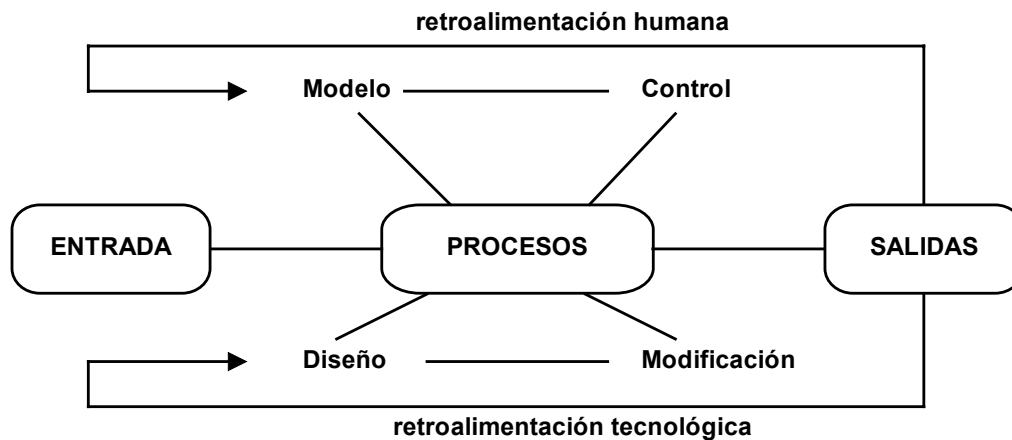 retroalimentación humana
Modelo
Control
ENTRADA
PROCESOS
SALIDAS
Diseño
Modificación
retroalimentación tecnológica